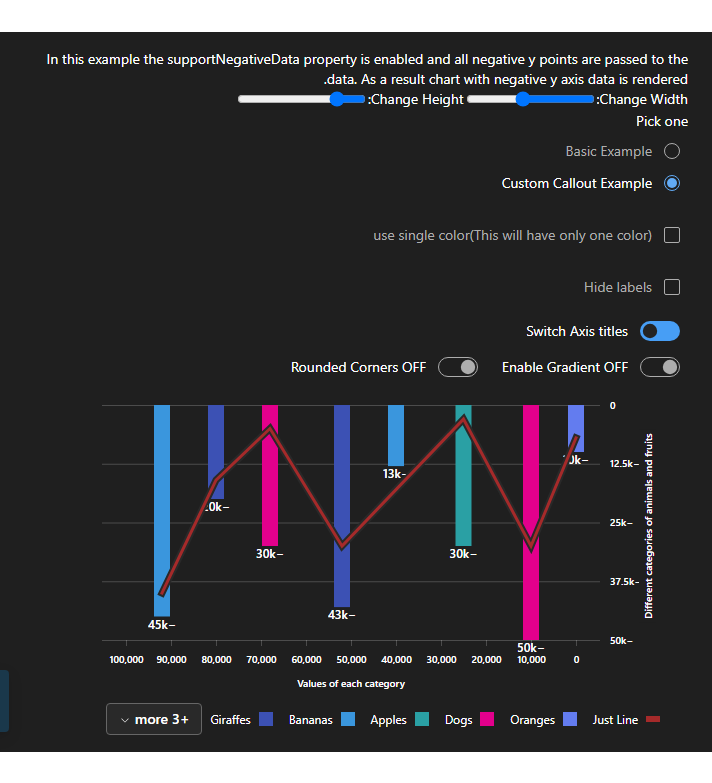 In this example the supportNegativeData property is enabled and all negative y points are passed to the
.data. As a result chart with negative y axis data is rendered
:Change Height :Change Width
Pick one
Basic Example
Custom Callout Example
use single color(This will have only one color)
Hide labels
Switch Axis titles
Rounded Corners OFF Enable Gradient OFF
0
12.5k-
25k-
37.5k-
50k-
Different categories of animals and fruits
45k-
30k-
43k-
13k-
30k-
50k-
100,000 90,000 80,000 70,000 60,000 50,000 40,000 30,000 20,000 10,000 0
Values of each category
more 3+ Giraffes Bananas Apples Dogs Oranges Just Line